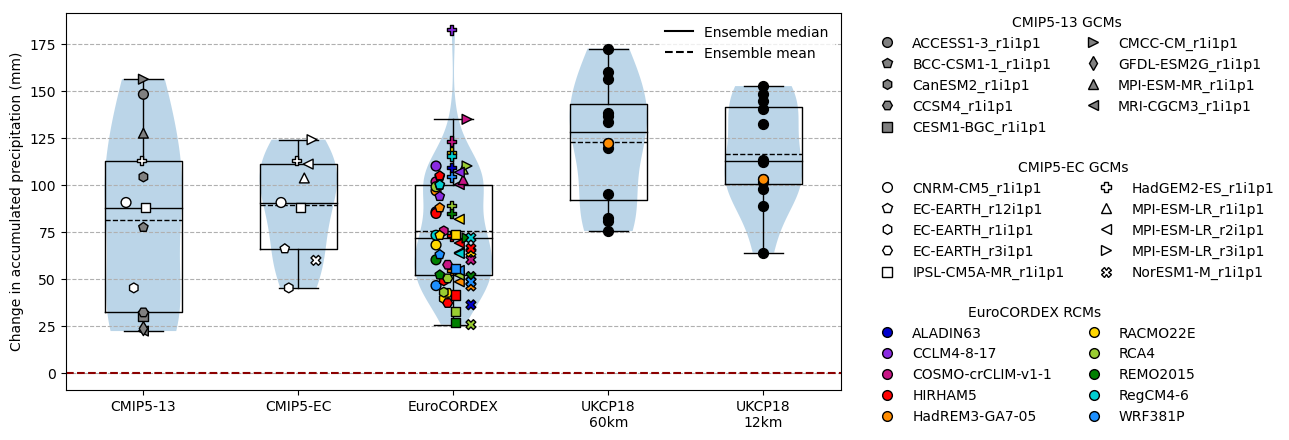 Change in accumulated precipitation (mm)
175
150
125
100
75
50
25
0
Ensemble median
Ensemble mean
CMIP5-13
CMIP5-EC
EuroCORDEX
UKCP18
60km
UKCP18
12km
CMIP5-13 GCMs
ACCESS1-3_r1i1p1
BCC-CSM1-1_r1i1p1
CanESM2_r1i1p1
CCSM4_r1i1p1
CESM1-BGC_r1i1p1
CMCC-CM_r1i1p1
GFDL-ESM2G_r1i1p1
MPI-ESM-MR_r1i1p1
MRI-CGCM3_r1i1p1
CMIP5-EC GCMs
CNRM-CM5_r1i1p1
EC-EARTH_r12i1p1
EC-EARTH_r1i1p1
EC-EARTH_r3i1p1
IPSL-CM5A-MR_r1i1p1
HadGEM2-ES_r1i1p1
MPI-ESM-LR_r1i1p1
MPI-ESM-LR_r2i1p1
MPI-ESM-LR_r3i1p1
NorESM1-M_r1i1p1
EuroCORDEX RCMs
ALADIN63
CCLM4-8-17
COSMO-crCLIM-v1-1
HIRHAM5
HadREM3-GA7-05
RACMO22E
RCA4
REMO2015
RegCM4-6
WRF381P